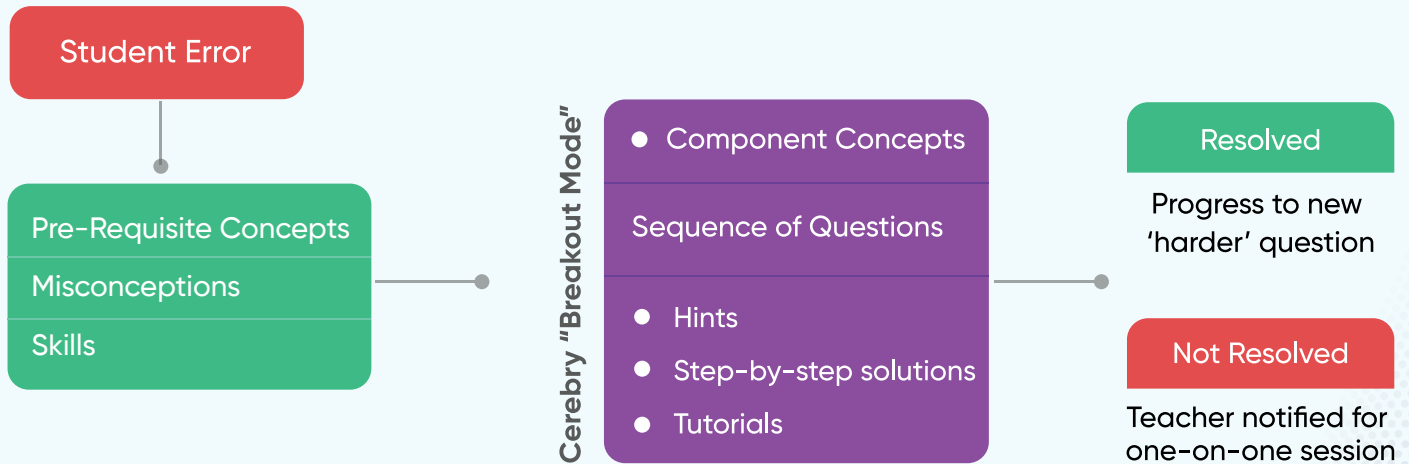 Student Error
Pre-Requisite Concepts
Misconceptions
Skills
Cerebry "Breakout Mode"
Component Concepts
Sequence of Questions
Hints
Step-by-step solutions
Tutorials
Resolved
Progress to new
'harder' question
Not Resolved
Teacher notified for
one-on-one session